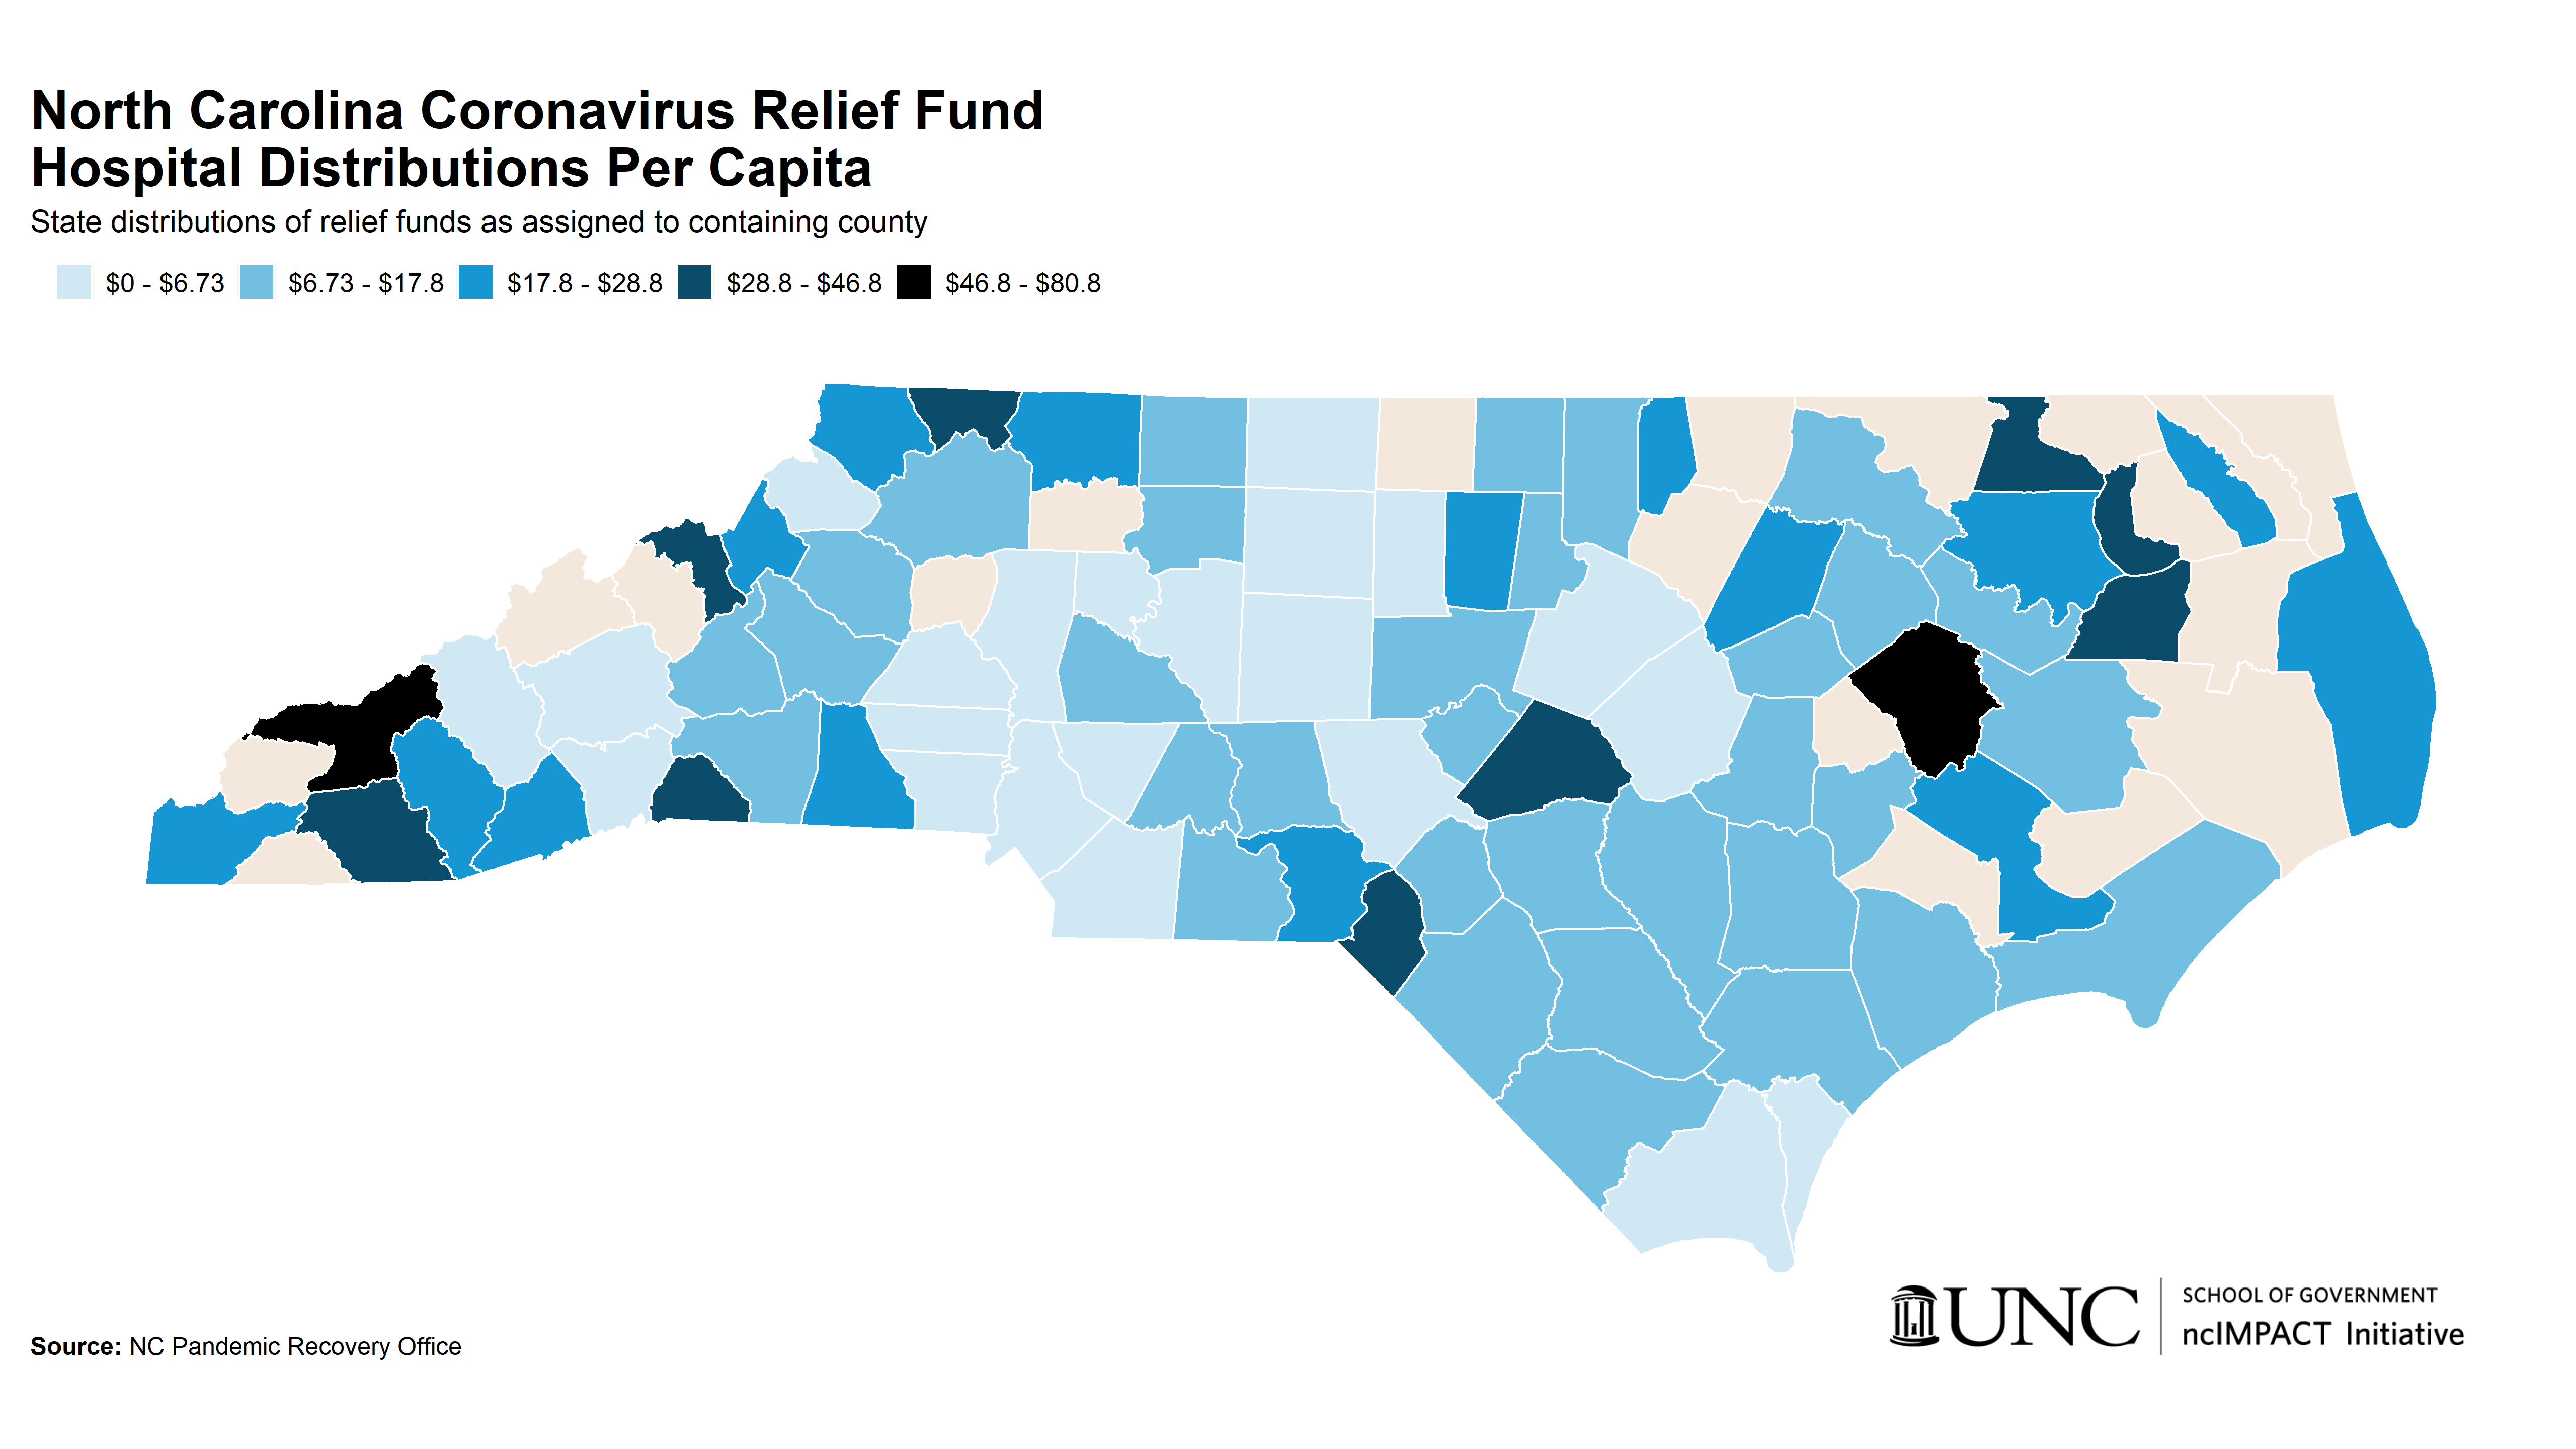 North Carolina Coronavirus Relief Fund
Hospital Distributions Per Capita
State distributions of relief funds as assigned to containing county
$0 - $6.73 $6.73 - $17.8 $17.8 - $28.8 $28.8 - $46.8 $46.8 - $80.8
UNC
SCHOOL OF GOVERNMENT
ncIMPACT Initiative
Source: NC Pandemic Recovery Office